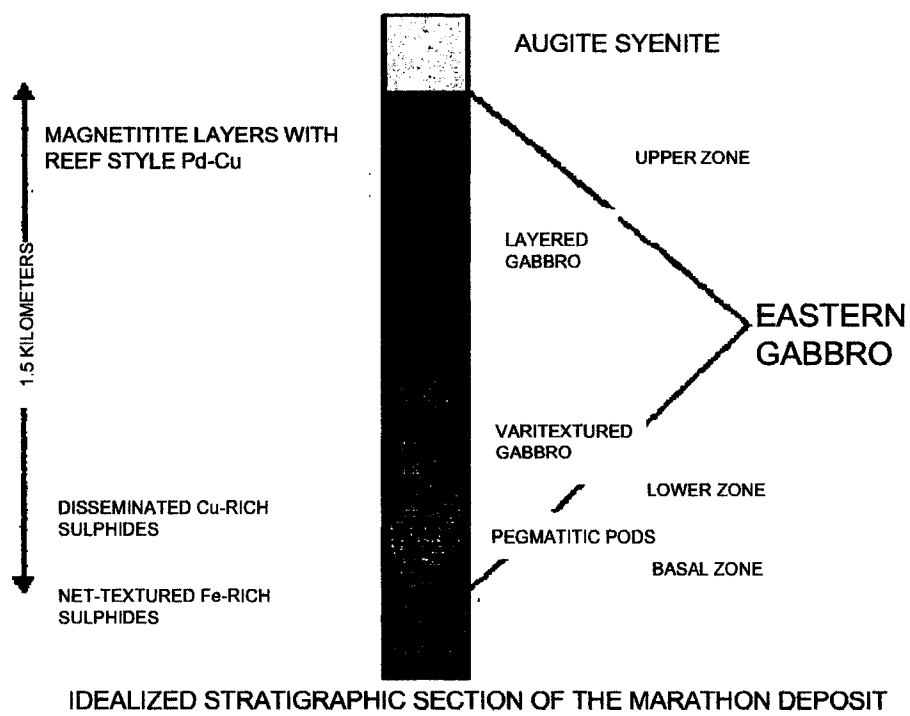 AUGITE SYENITE
MAGNETITITE LAYERS WITH
REEF STYLE Pd-Cu
UPPER ZONE
LAYERED
GABBRO
1.5 KILOMETERS
EASTERN
GABBRO
VARITEXTURED
GABBRO
DISSEMINATED Cu-RICH
SULPHIDES
LOWER ZONE
PEGMATITIC PODS
BASAL ZONE
NET-TEXTURED Fe-RICH
SULPHIDES
IDEALIZED STRATIGRAPHIC SECTION OF THE MARATHON DEPOSIT